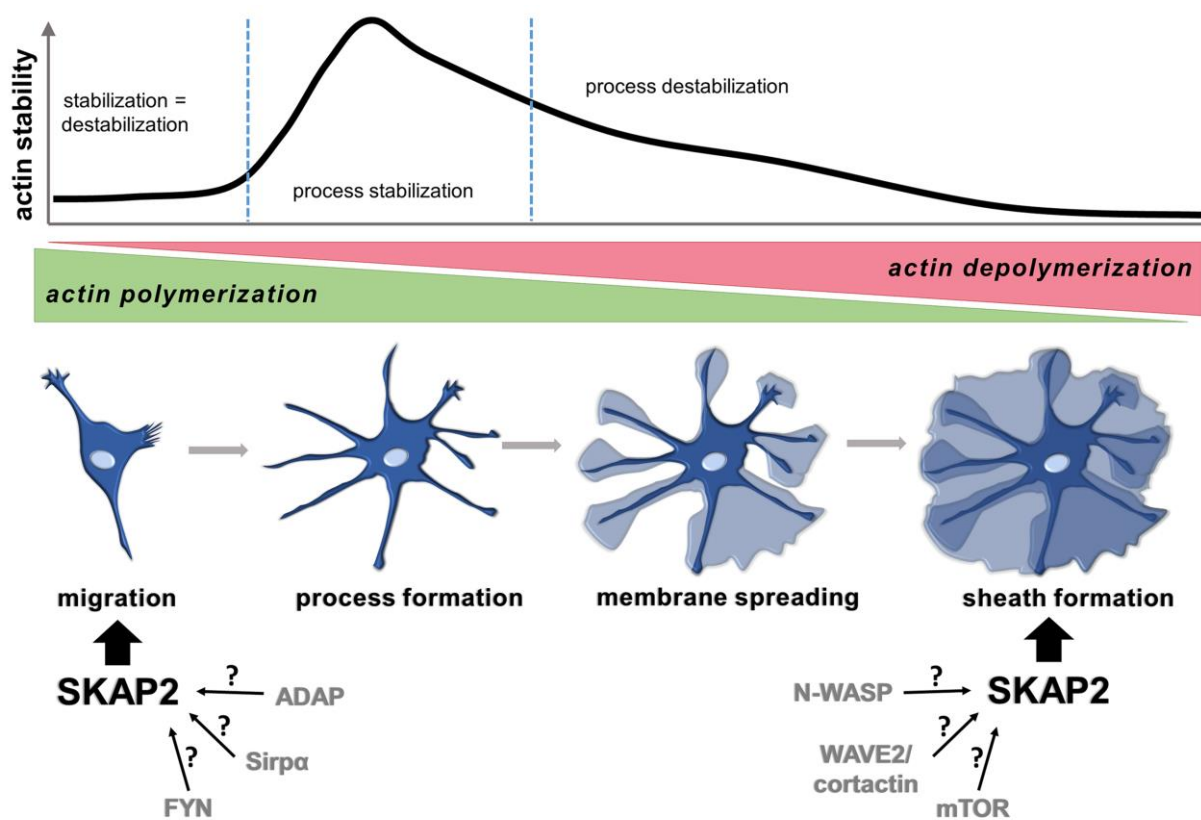 actin stability
stabilization =
destabilization
process stabilization
process destabilization
actin depolymerization
actin polymerization
migration
process formation
membrane spreading
sheath formation
SKAP2
?
ADAP
?
Sirpα
?
FYN
N-WASP
?
SKAP2
?
WAVE2/
cortactin
?
mTOR